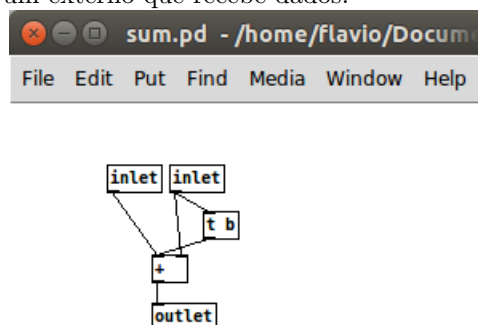 um externo que recebe dados.
sum.pd - /home/flavio/Docume
File Edit Put Find Media Window Help
inlet inlet
t b
+
outlet